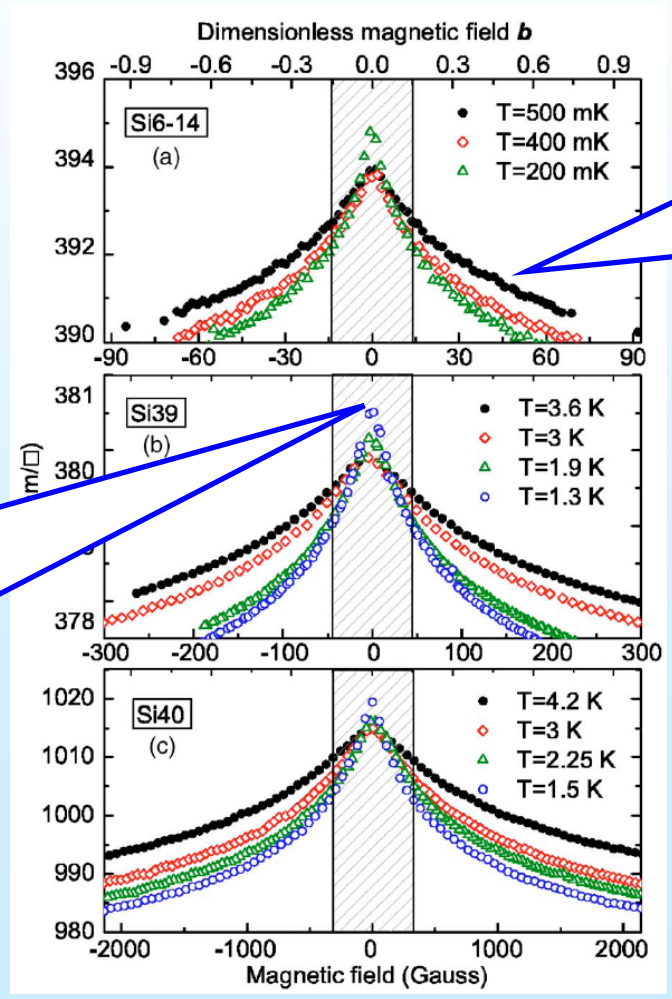 Dimensionless magnetic field b
-0.9 -0.6 -0.3 0.0 0.3 0.6 0.9
396
394
392
390
Si6-14
(a)
T=500 mK
T=400 mK
T=200 mK
-90 -60 -30 0 30 60 92
381
380
378
Si39
(b)
T=3.6 K
T=3 K
T=1.9 K
T=1.3 K
m/□)
-300 -200 -100 0 100 200 300
1020
1010
1000
990
980
Si40
(c)
T=4.2 K
T=3 K
T=2.25 K
T=1.5 K
-1000 0 1000 2000
Magnetic field (Gauss)